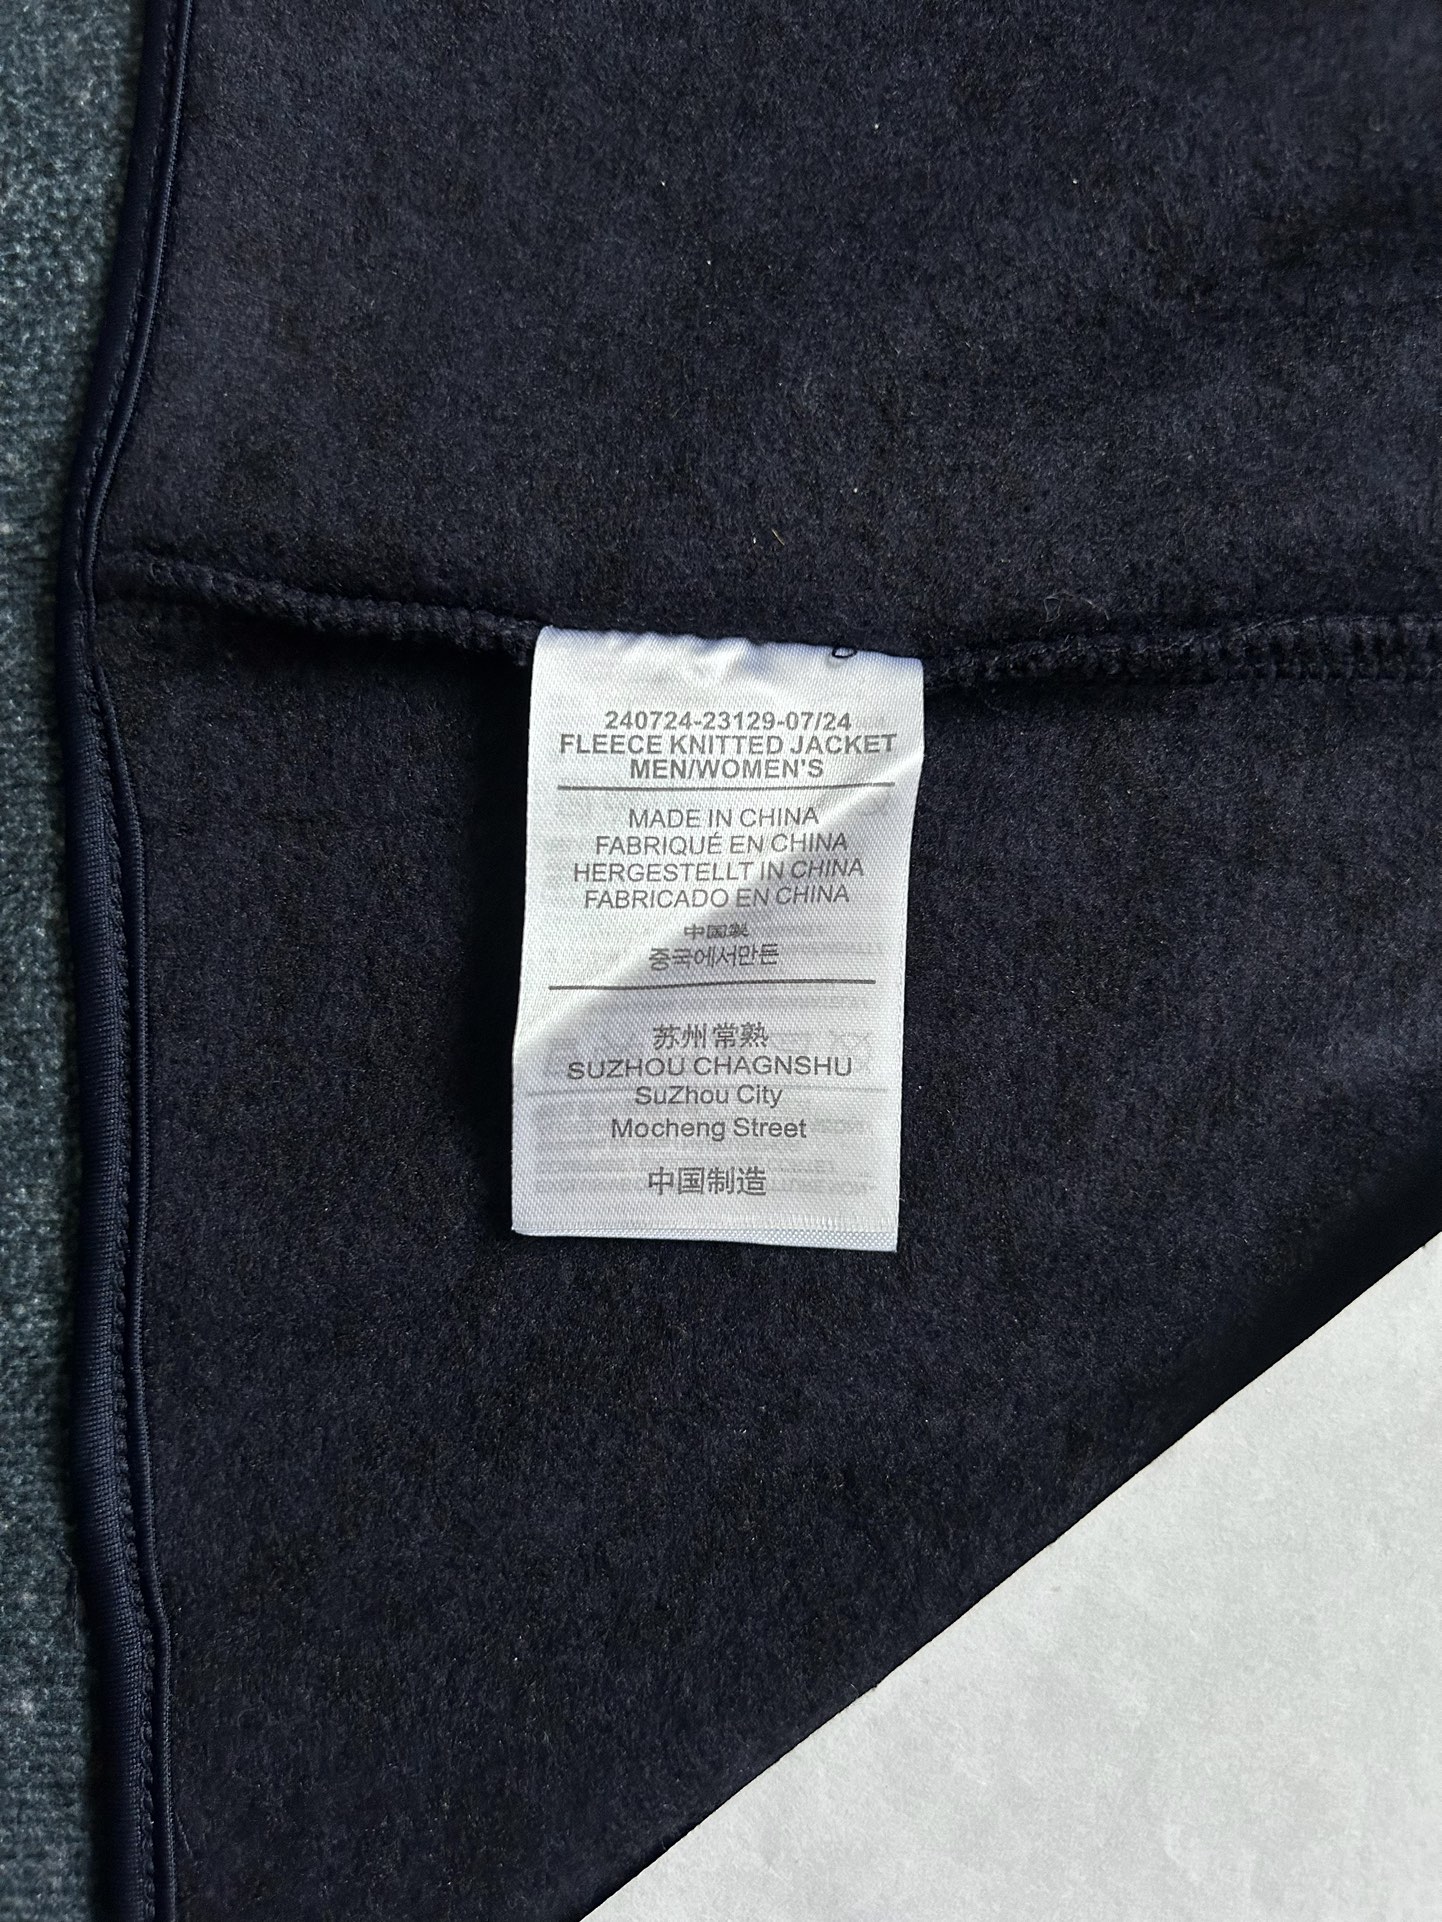 240724-23129-07/24
FLEECE KNITTED JACKET
MEN/WOMEN'S
MADE IN CHINA
FABRIQUÉ EN CHINA
HERGESTELLT IN CHINA
FABRICADO EN CHINA
中国製
중국에서만든
苏州常熟
SUZHOU CHAGNSHU
SuZhou City
Mocheng Street
中国制造